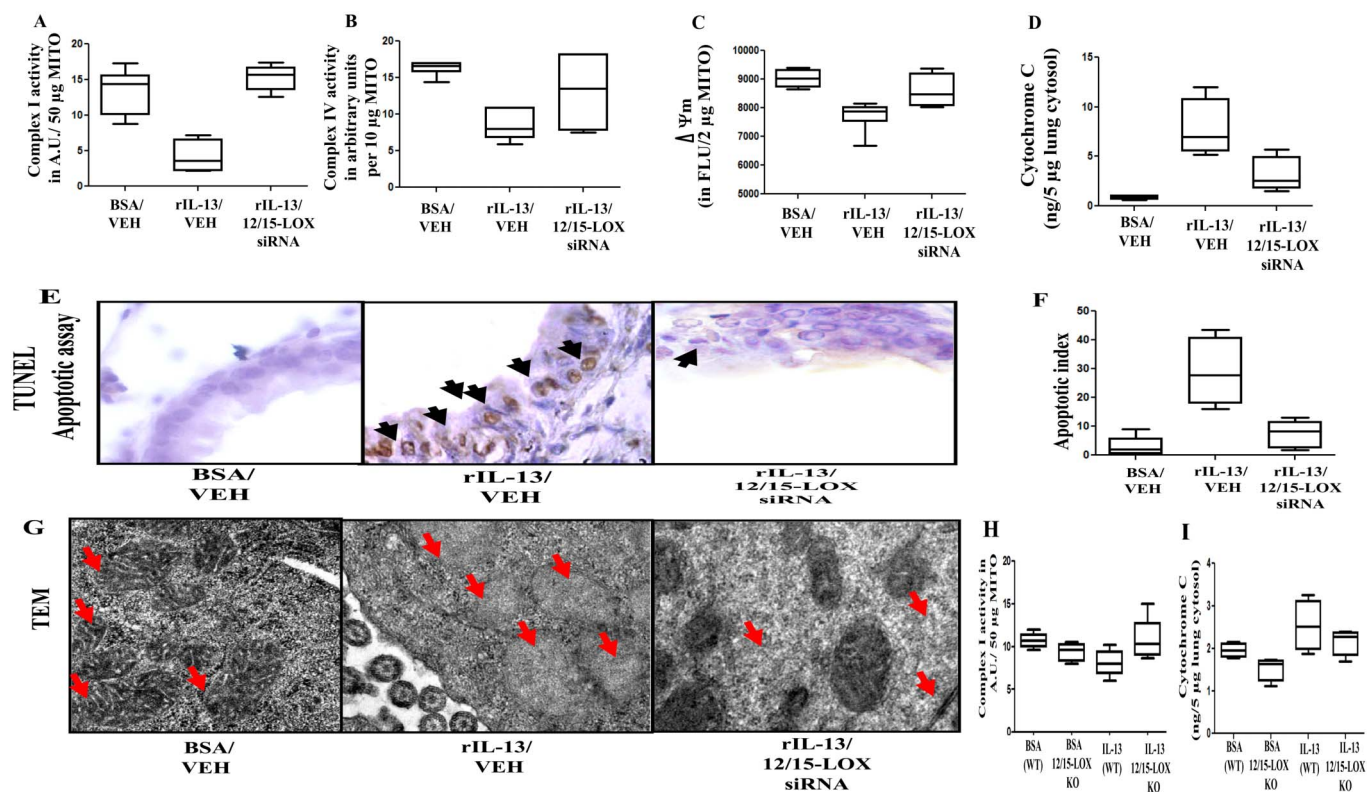 A
Complex I activity
in A.U./ 50 µg MITO
20
15
10
5
0
BSA/
VEH
rIL-13/
VEH
rIL-13/
12/15-LOX
siRNA
B
Complex IV activity
in arbitrary units
per 10 µg MITO
20
15
10
5
0
BSA/
VEH
rIL-13/
VEH
rIL-13/
12/15-LOX
siRNA
C
Δ Ψm
(in FLU/2 µg MITO)
10000
9000
8000
7000
6000
5000
BSA/
VEH
rIL-13/
VEH
rIL-13/
12/15-LOX
siRNA
D
Cytochrome C
(ng/5 µg lung cytosol)
15
10
5
0
BSA/
VEH
rIL-13/
VEH
rIL-13/
12/15-LOX
siRNA
E
TUNEL
Apoptotic assay
BSA/
VEH
rIL-13/
VEH
rIL-13/
12/15-LOX
siRNA
F
Apoptotic index
50
40
30
20
10
0
BSA/
VEH
rIL-13/
VEH
rIL-13/
12/15-LOX
siRNA
G
TEM
BSA/
VEH
rIL-13/
VEH
rIL-13/
12/15-LOX
siRNA
H
Complex I activity in
A.U./ 50 µg MITO
20
15
10
5
0
BSA
(WT)
BSA
12/15-LOX
KO
IL-13
(WT)
IL-13
12/15-LOX
KO
I
Cytochrome C
(ng/5 µg lung cytosol)
4
3
2
1
0
BSA
(WT)
BSA
12/15-LOX
KO
IL-13
(WT)
IL-13
12/15-LOX
KO